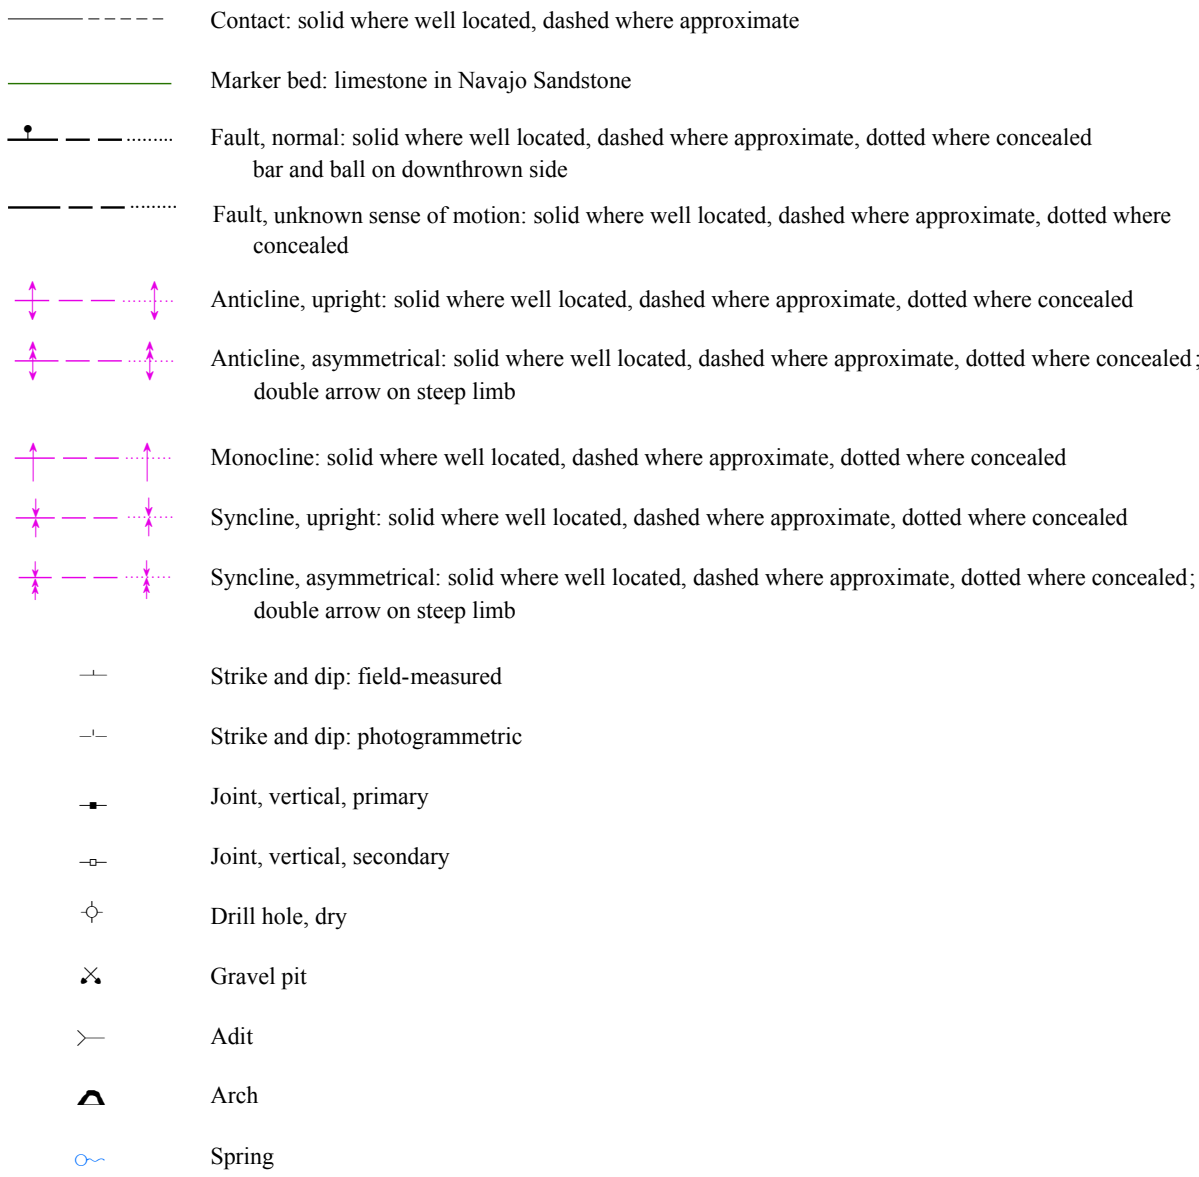 Contact: solid where well located, dashed where approximate
Marker bed: limestone in Navajo Sandstone
Fault, normal: solid where well located, dashed where approximate, dotted where concealed
bar and ball on downthrown side
Fault, unknown sense of motion: solid where well located, dashed where approximate, dotted where
concealed
Anticline, upright: solid where well located, dashed where approximate, dotted where concealed
Anticline, asymmetrical: solid where well located, dashed where approximate, dotted where concealed;
double arrow on steep limb
Monocline: solid where well located, dashed where approximate, dotted where concealed
Syncline, upright: solid where well located, dashed where approximate, dotted where concealed
Syncline, asymmetrical: solid where well located, dashed where approximate, dotted where concealed;
double arrow on steep limb
Strike and dip: field-measured
Strike and dip: photogrammetric
Joint, vertical, primary
Joint, vertical, secondary
Drill hole, dry
Gravel pit
Adit
Arch
Spring